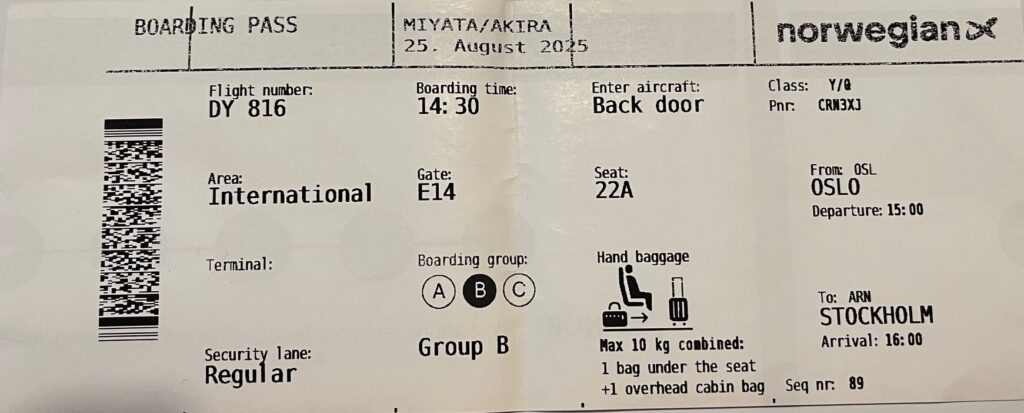 BOARDING PASS
MIYATA/AKIRA
25. August 2025
norwegian
Flight number:
DY 816
Boarding time:
14:30
Enter aircraft:
Back door
Class: Y/Q
Pnr: CRN3XJ
Area:
International
Gate:
E14
Seat:
22A
From: OSL
OSLO
Departure: 15:00
Terminal:
Boarding group:
A B C
Group B
Hand baggage
Max 10 kg combined:
1 bag under the seat
+1 overhead cabin bag
To: ARN
STOCKHOLM
Arrival: 16:00
Security lane:
Regular
Seq nr: 89